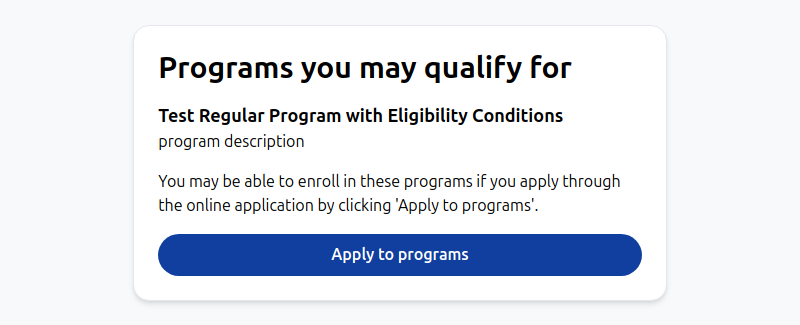 Programs you may qualify for
Test Regular Program with Eligibility Conditions
program description
You may be able to enroll in these programs if you apply through
the online application by clicking 'Apply to programs'.
Apply to programs